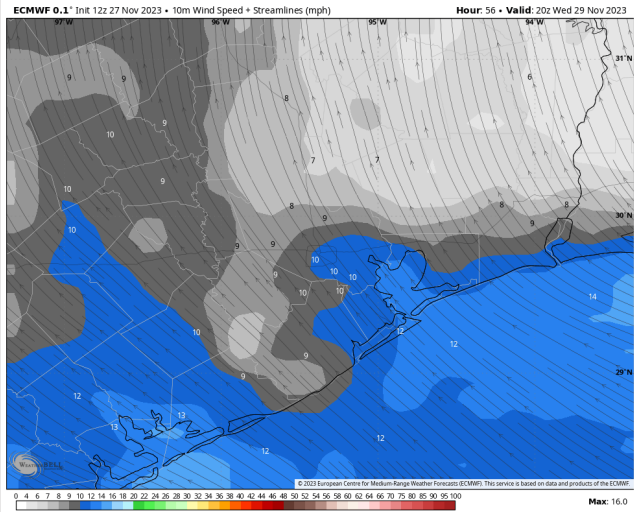 ECMWF 0.1° Init 12z 27 Nov 2023 • 10m Wind Speed + Streamlines (mph)
Hour: 56 • Valid: 20z Wed 29 Nov 2023
97°W 96°W 95°W 94°W
31°N
9 9 6
8
9
10
7 7
9
10
8 8 8
30°N
9 9
10
9 9
10
10 10
9
10 10
14
10 12
12
9
29°N
9
12
13
13
12
12
WeatherBELL
© 2023 European Centre for Medium-Range Weather Forecasts (ECMWF). This service is based on data and products of the ECMWF.
0 4 6 7 8 9 10 12 14 16 18 20 22 24 26 28 30 32 34 36 38 40 42 44 46 48 50 52 54 56 58 60 62 64 66 68 70 75 80 85 90 95 100
Max: 16.0